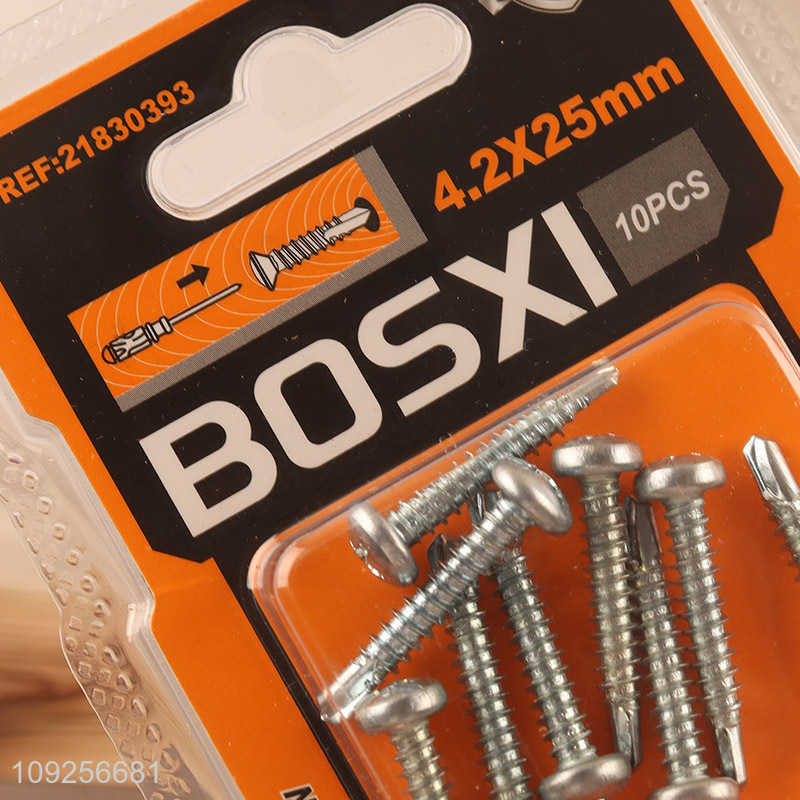 REF:21830393
4.2X25mm
10PCS
BOSXI
109256681